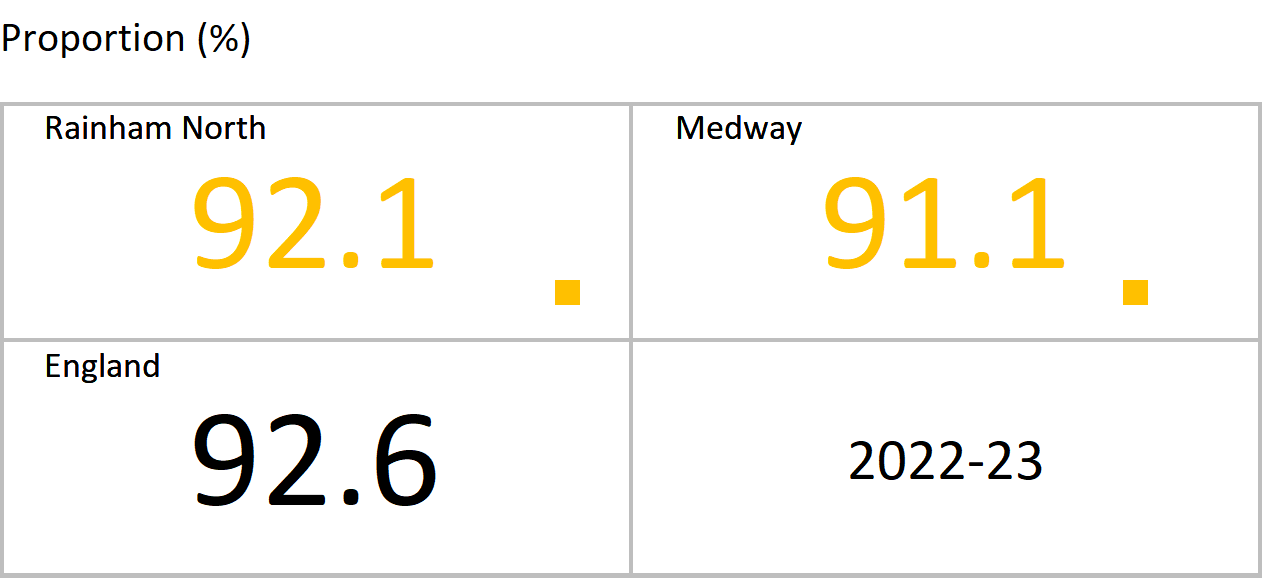 Proportion (%)
Rainham North
Medway
92.1
91.1
England
92.6
2022-23